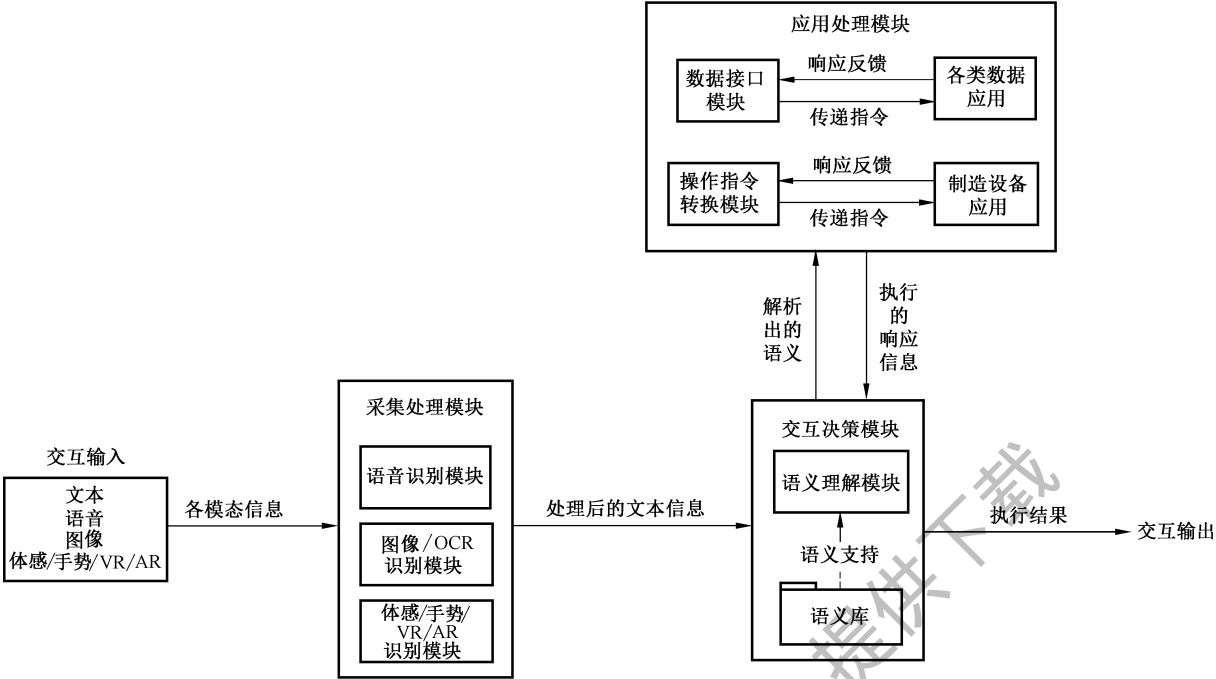 应用处理模块
数据接口
模块
响应反馈
传递指令
各类数据
应用
操作指令
转换模块
响应反馈
传递指令
制造设备
应用
解析
出的
语义
执行
的
响应
信息
交互输入
文本
语音
图像
体感/手势/VR/AR
各模态信息
采集处理模块
语音识别模块
图像/OCR
识别模块
体感/手势/
VR/AR
识别模块
处理后的文本信息
交互决策模块
语义理解模块
语义支持
语义库
执行结果
交互输出
提供下载